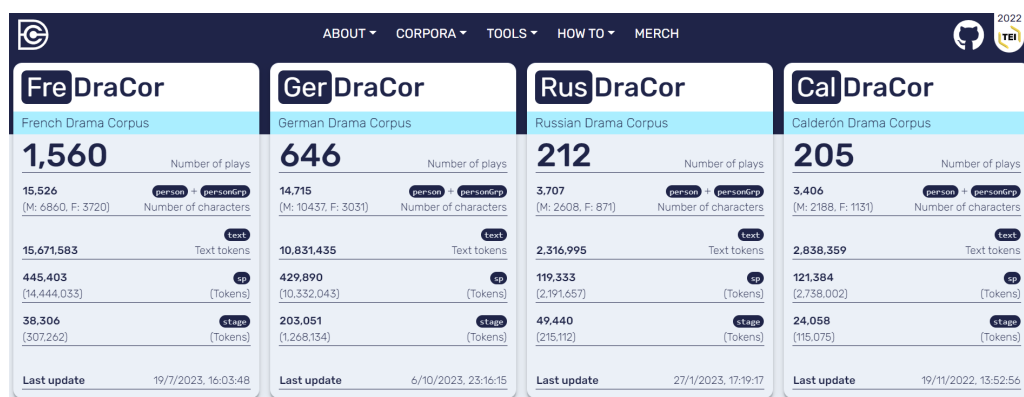 2022
ABOUT CORPORA TOOLS HOW TO MERCH
TEI
FreDraCor
French Drama Corpus
1,560 Number of plays
15,526 person + personGrp
(M: 6860, F: 3720) Number of characters
text
15,671,583 Text tokens
445,403 sp
(14,444,033) (Tokens)
38,306 stage
(307,262) (Tokens)
Last update 19/7/2023, 16:03:48
GerDraCor
German Drama Corpus
646 Number of plays
14,715 person + personGrp
(M: 10437, F: 3031) Number of characters
text
10,831,435 Text tokens
429,890 sp
(10,332,043) (Tokens)
203,051 stage
(1,268,134) (Tokens)
Last update 6/10/2023, 23:16:15
RusDraCor
Russian Drama Corpus
212 Number of plays
3,707 person + personGrp
(M: 2608, F: 871) Number of characters
text
2,316,995 Text tokens
119,333 sp
(2,191,657) (Tokens)
49,440 stage
(215,112) (Tokens)
Last update 27/1/2023, 17:19:17
CalDraCor
Calderón Drama Corpus
205 Number of plays
3,406 person + personGrp
(M: 2188, F: 1131) Number of characters
text
2,838,359 Text tokens
121,384 sp
(2,738,002) (Tokens)
24,058 stage
(115,075) (Tokens)
Last update 19/11/2022, 13:52:56